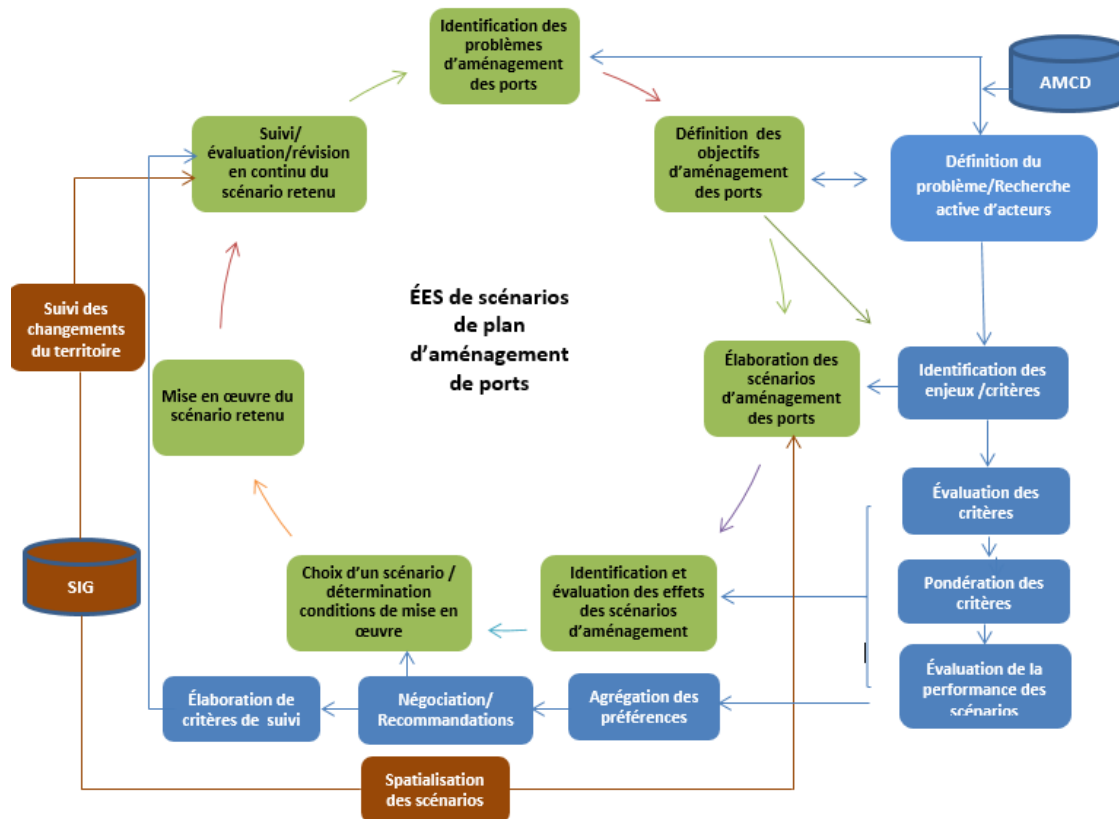 Identification des
problèmes
d'aménagement
des ports
AMCD
Suivi/
évaluation/révision
en continu du
scénario retenu
Définition des
objectifs
d'aménagement
des ports
Définition du
problème/Recherche
active d'acteurs
Suivi des
changements
du territoire
ÉES de scénarios
de plan
d'aménagement
de ports
Mise en œuvre du
scénario retenu
Élaboration des
scénarios
d'aménagement
des ports
Identification des
enjeux /critères
Évaluation des
critères
SIG
Choix d'un scénario /
détermination
conditions de mise en
œuvre
Identification et
évaluation des effets
des scénarios
d'aménagement
Pondération des
critères
Évaluation de la
performance des
scénarios
Élaboration de
critères de suivi
Négociation/
Recommandations
Agrégation des
préférences
Spatialisation
des scénarios